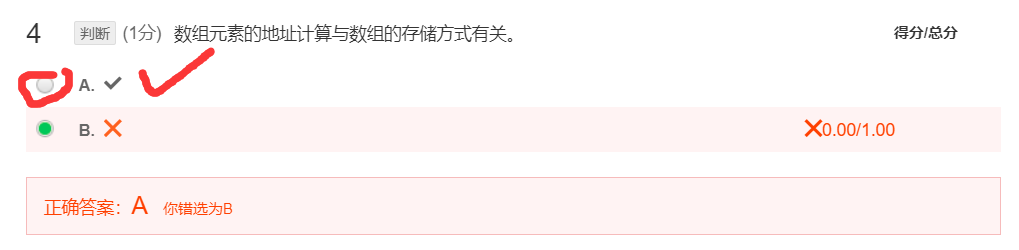 4 判断 (1分) 数组元素的地址计算与数组的存储方式有关。 得分/总分
A.
B. 0.00/1.00
正确答案：A 你错选为B